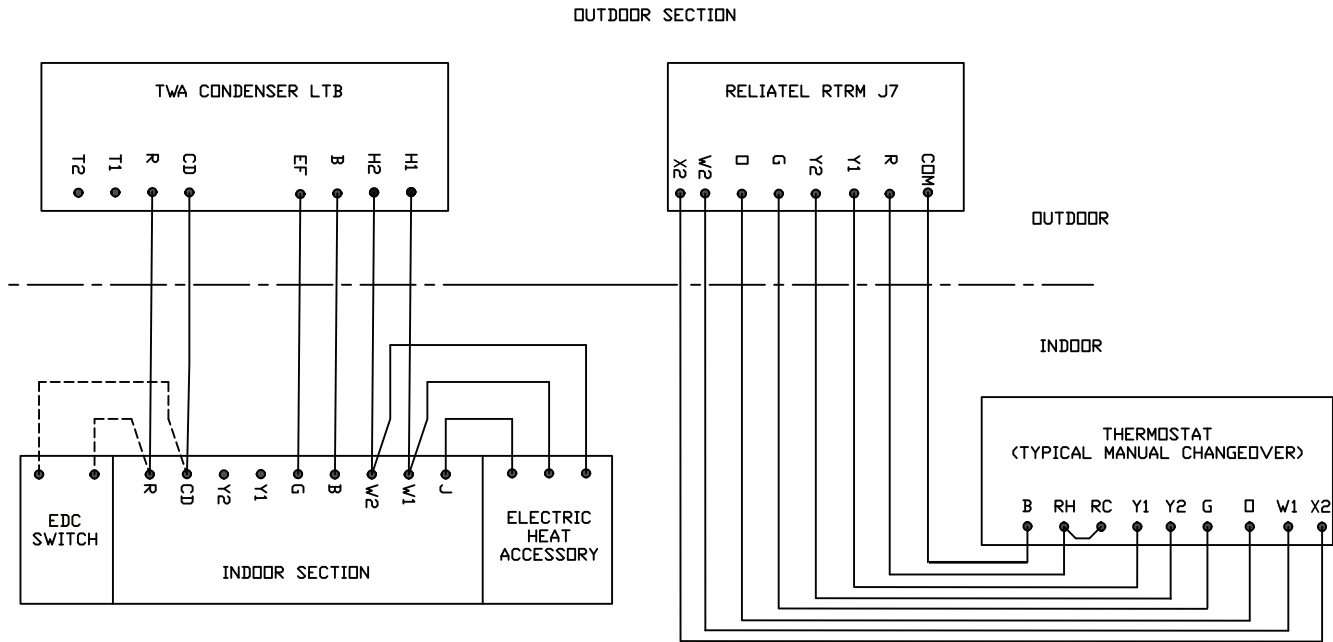 OUTDOOR SECTION
TWA CONDENSER LTB
T2 T1 R CD EF B H2 H1
RELIATEL RTRM J7
X2 W2 O G Y2 Y1 R COM
OUTDOOR
INDOOR
THERMOSTAT
(TYPICAL MANUAL CHANGEOVER)
B RH RC Y1 Y2 G O W1 X2
R CD Y2 Y1 G B W2 W1 J
EDC
SWITCH
INDOOR SECTION
ELECTRIC
HEAT
ACCESSORY